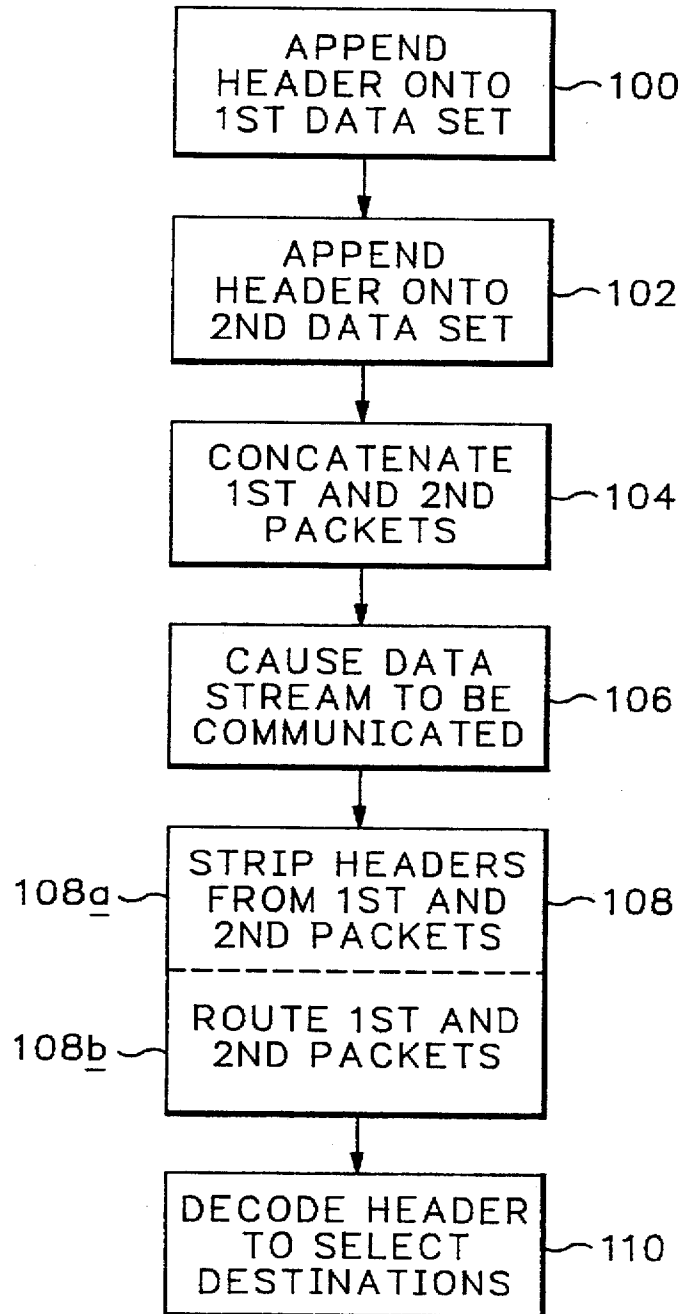 APPEND
HEADER ONTO
1ST DATA SET
100
APPEND
HEADER ONTO
2ND DATA SET
102
CONCATENATE
1ST AND 2ND
PACKETS
104
CAUSE DATA
STREAM TO BE
COMMUNICATED
106
108a
STRIP HEADERS
FROM 1ST AND
2ND PACKETS
108
108b
ROUTE 1ST AND
2ND PACKETS
DECODE HEADER
TO SELECT
DESTINATIONS
110